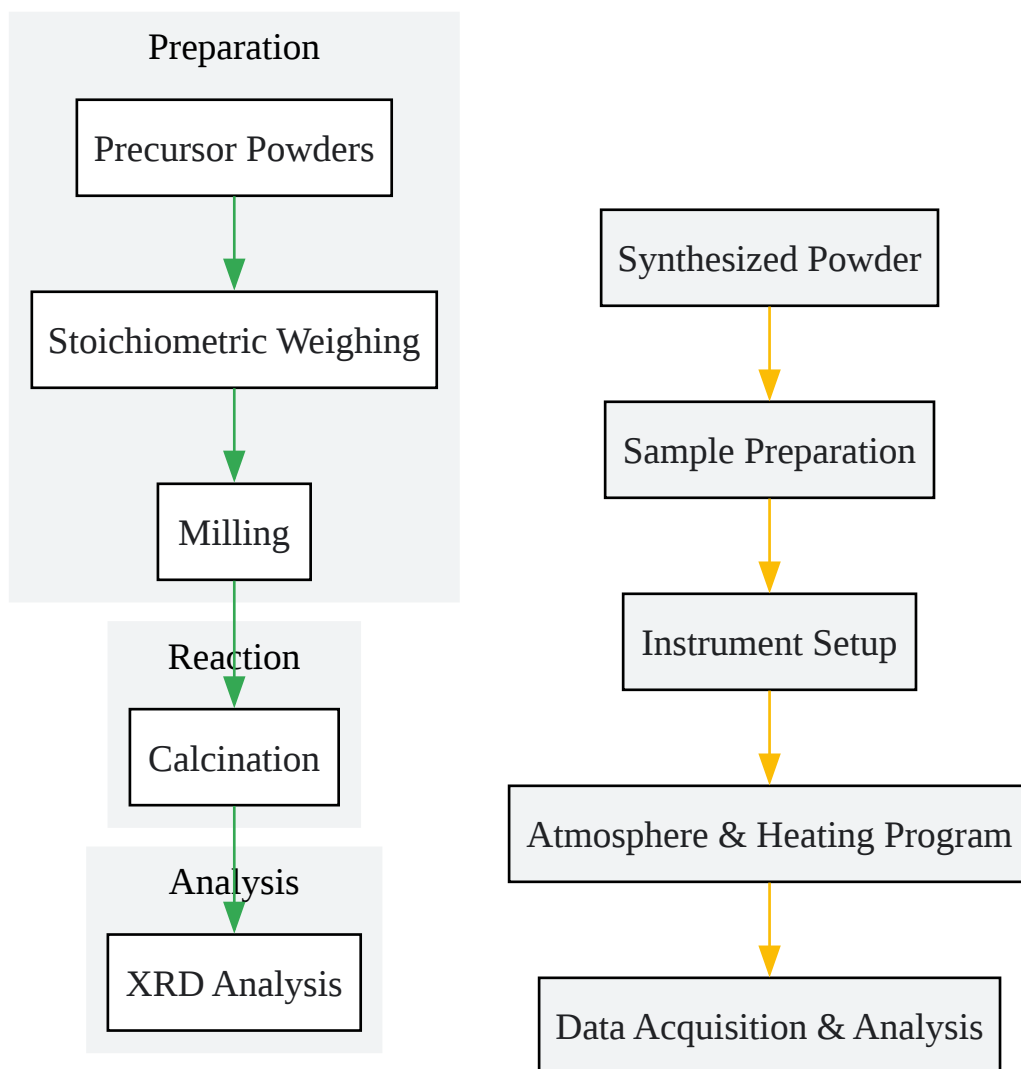 Preparation
Precursor Powders
Stoichiometric Weighing
Milling
Reaction
Calcination
Analysis
XRD Analysis
Synthesized Powder
Sample Preparation
Instrument Setup
Atmosphere & Heating Program
Data Acquisition & Analysis